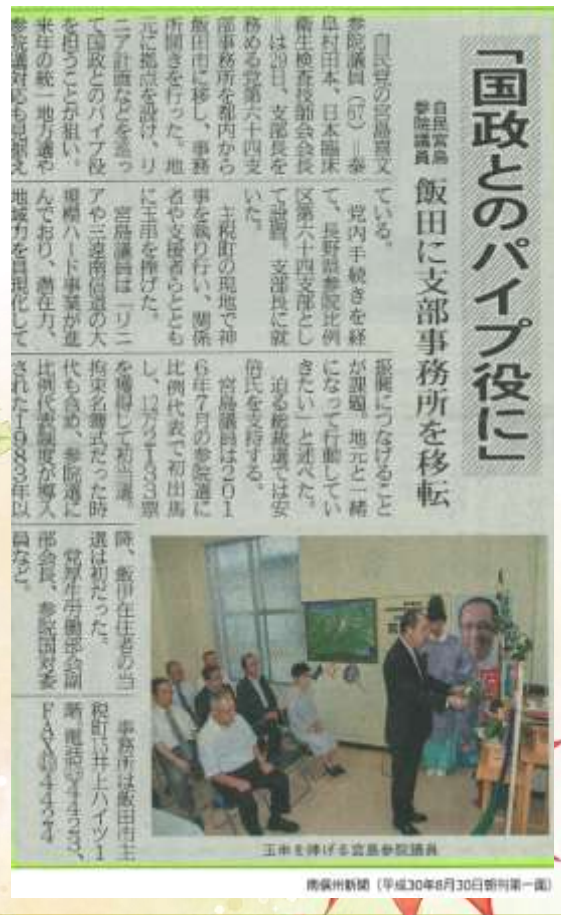 「国政とのパイプ役に」
自民宮島
参院議員
飯田に支部事務所を移転
自民党の宮島喜文
参院議員(67)=泰
阜村田本、日本臨床
衛生検査技師会会長
=は29日、支部長を
務める党第六十四支
部事務所を都内から
飯田市に移し、事務
所開きを行った。地
元に拠点を設け、リ
ニア計画などを巡っ
て国政とのパイプ役
を担うことが狙い。
来年の統一地方選や
参院選対応も見据え
ている。
党内手続きを経
て、長野県参院比例
区第六十四支部とし
て設置。支部長に就
いた。
主税町の現地で神
事を執り行い、関係
者や支援者らととも
に玉串を捧げた。
宮島議員は「リニ
アや三遠南信道の大
規模ハード事業が進
んでおり、潜在力、
地域力を具現化して
振興につなげること
が課題。地元と一緒
になって行動してい
きたい」と述べた。
迫る総裁選では安
倍氏を支持する。
宮島議員は201
6年7月の参院選に
比例代表で初出馬
し、12万2133票
を獲得して初当選。
拘束名簿式だった時
代も含め、参院選に
比例代表制度が導入
された1983年以
降、飯伊在住者の当
選は初だった。
党厚生労働部会副
部会長、参院国対委
員など。
事務所は飯田市主
税町15井上ハイツ1
階、電話
FAX
玉串を捧げる宮島参院議員
南信州新聞(平成30年8月30日朝刊第一面)